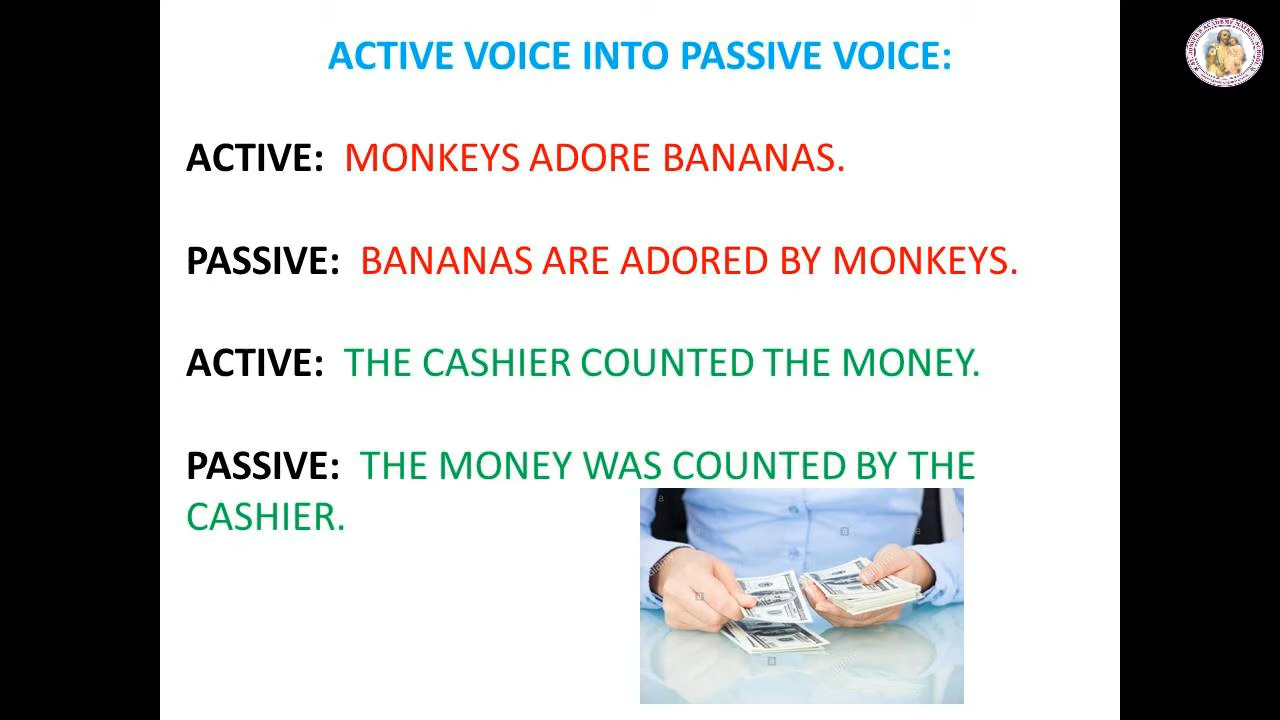 ACTIVE VOICE INTO PASSIVE VOICE:
ACTIVE: MONKEYS ADORE BANANAS.
PASSIVE: BANANAS ARE ADORED BY MONKEYS.
ACTIVE: THE CASHIER COUNTED THE MONEY.
PASSIVE: THE MONEY WAS COUNTED BY THE
CASHIER.